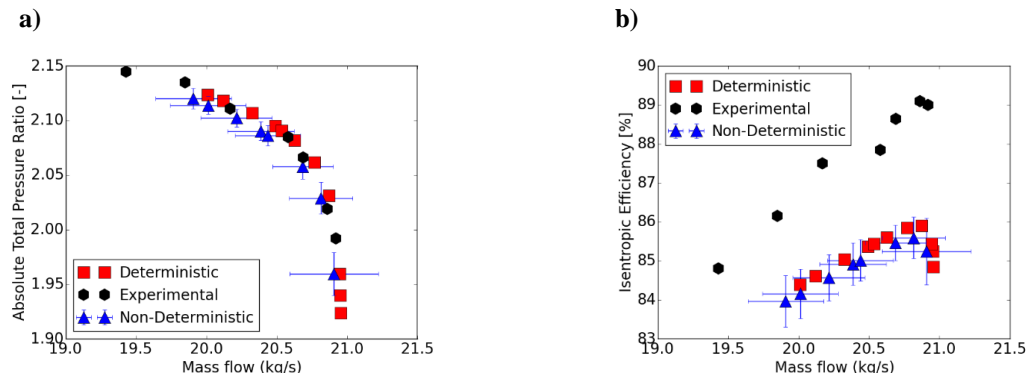 a)
2.15
2.10
2.05
2.00
1.95
1.90
19.0 19.5 20.0 20.5 21.0 21.5
Absolute Total Pressure Ratio [-]
Mass flow (kg/s)
Deterministic
Experimental
Non-Deterministic
b)
90
89
88
87
86
85
84
83
19.0 19.5 20.0 20.5 21.0 21.5
Isentropic Efficiency [%]
Mass flow (kg/s)
Deterministic
Experimental
Non-Deterministic